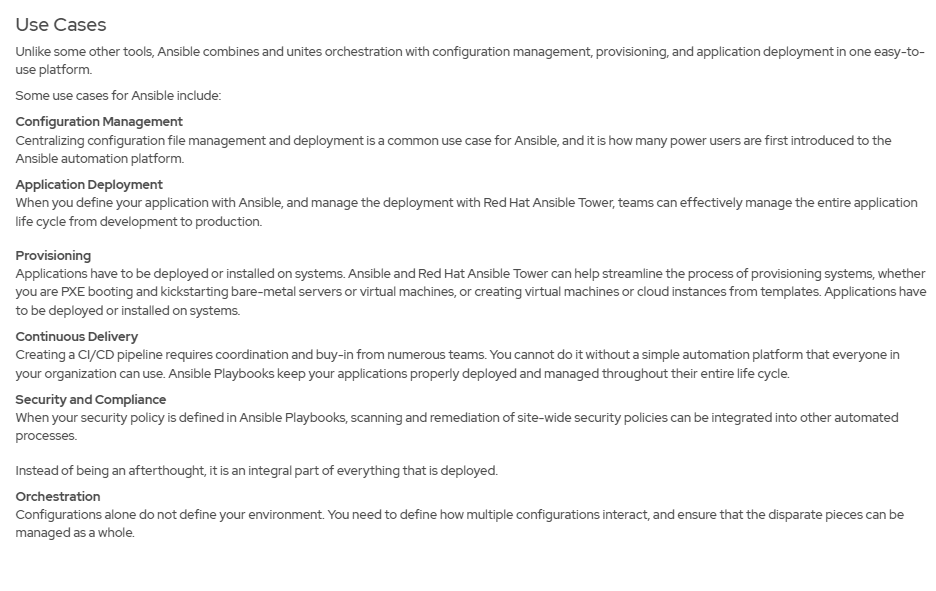 Use Cases
Unlike some other tools, Ansible combines and unites orchestration with configuration management, provisioning, and application deployment in one easy-to-
use platform.
Some use cases for Ansible include:
Configuration Management
Centralizing configuration file management and deployment is a common use case for Ansible, and it is how many power users are first introduced to the
Ansible automation platform.
Application Deployment
When you define your application with Ansible, and manage the deployment with Red Hat Ansible Tower, teams can effectively manage the entire application
life cycle from development to production.
Provisioning
Applications have to be deployed or installed on systems. Ansible and Red Hat Ansible Tower can help streamline the process of provisioning systems, whether
you are PXE booting and kickstarting bare-metal servers or virtual machines, or creating virtual machines or cloud instances from templates. Applications have
to be deployed or installed on systems.
Continuous Delivery
Creating a CI/CD pipeline requires coordination and buy-in from numerous teams. You cannot do it without a simple automation platform that everyone in
your organization can use. Ansible Playbooks keep your applications properly deployed and managed throughout their entire life cycle.
Security and Compliance
When your security policy is defined in Ansible Playbooks, scanning and remediation of site-wide security policies can be integrated into other automated
processes.
Instead of being an afterthought, it is an integral part of everything that is deployed.
Orchestration
Configurations alone do not define your environment. You need to define how multiple configurations interact, and ensure that the disparate pieces can be
managed as a whole.